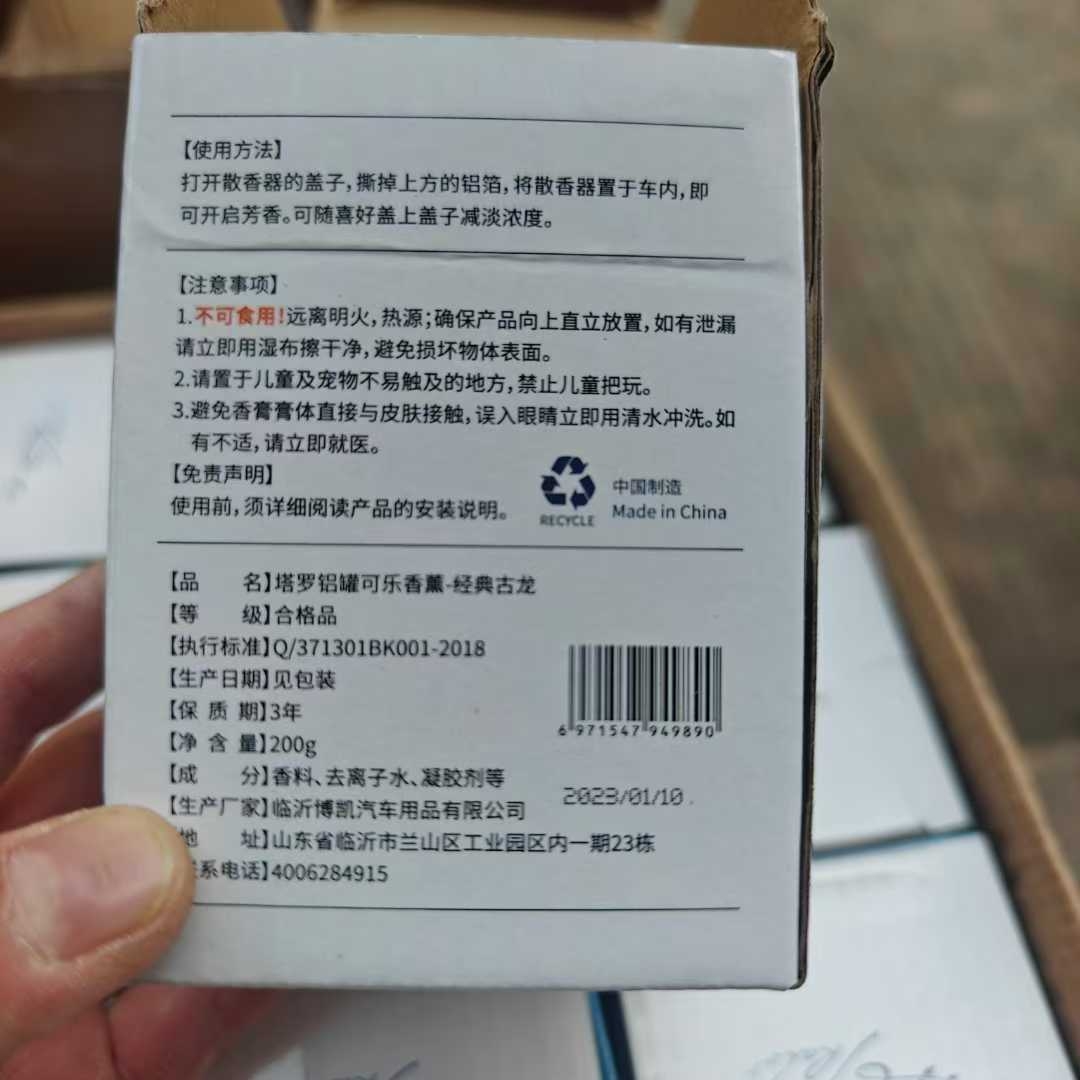 【使用方法】
打开散香器的盖子,撕掉上方的铝箔,将散香器置于车内,即
可开启芳香。可随喜好盖上盖子减淡浓度。
【注意事项】
1.不可食用!远离明火,热源;确保产品向上直立放置,如有泄漏
请立即用湿布擦干净,避免损坏物体表面。
2.请置于儿童及宠物不易触及的地方,禁止儿童把玩。
3.避免香膏膏体直接与皮肤接触,误入眼睛立即用清水冲洗。如
有不适,请立即就医。
【免责声明】
使用前,须详细阅读产品的安装说明。
RECYCLE
中国制造
Made in China
【品 名】塔罗铝罐可乐香薰-经典古龙
【等 级】合格品
【执行标准】Q/371301BK001-2018
【生产日期】见包装
【保 质 期】3年
【净 含 量】200g
【成 分】香料、去离子水、凝胶剂等
【生产厂家】临沂博凯汽车用品有限公司
地 址】山东省临沂市兰山区工业园区内一期23栋
系电话】4006284915
6 971547 949890
2023/01/10